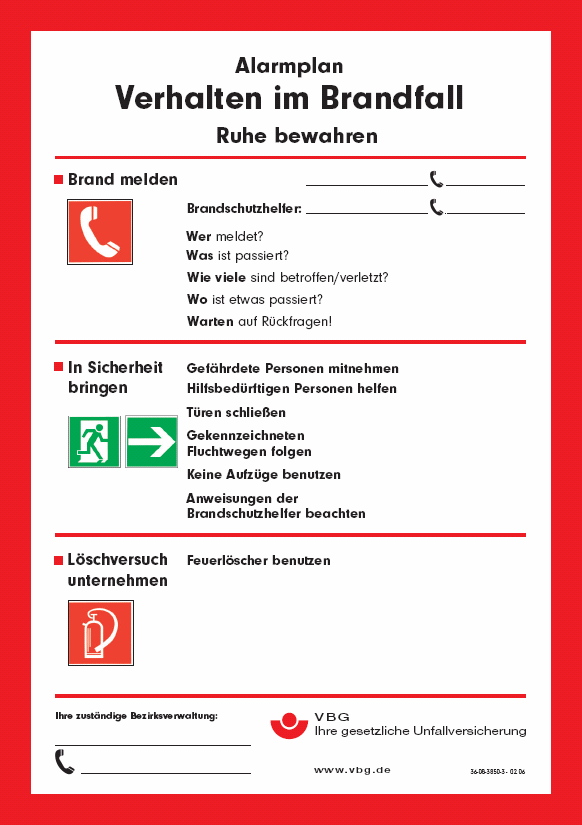 Alarmplan
Verhalten im Brandfall
Ruhe bewahren
Brand melden
Brandschutzhelfer:
Wer meldet?
Was ist passiert?
Wie viele sind betroffen/verletzt?
Wo ist etwas passiert?
Warten auf Rückfragen!
In Sicherheit
bringen
Gefährdete Personen mitnehmen
Hilfsbedürftigen Personen helfen
Türen schließen
Gekennzeichneten
Fluchtwegen folgen
Keine Aufzüge benutzen
Anweisungen der
Brandschutzhelfer beachten
Löschversuch
unternehmen
Feuerlöscher benutzen
Ihre zuständige Bezirksverwaltung:
VBG
Ihre gesetzliche Unfallversicherung
www.vbg.de
36-08-3850-3 - 02 06